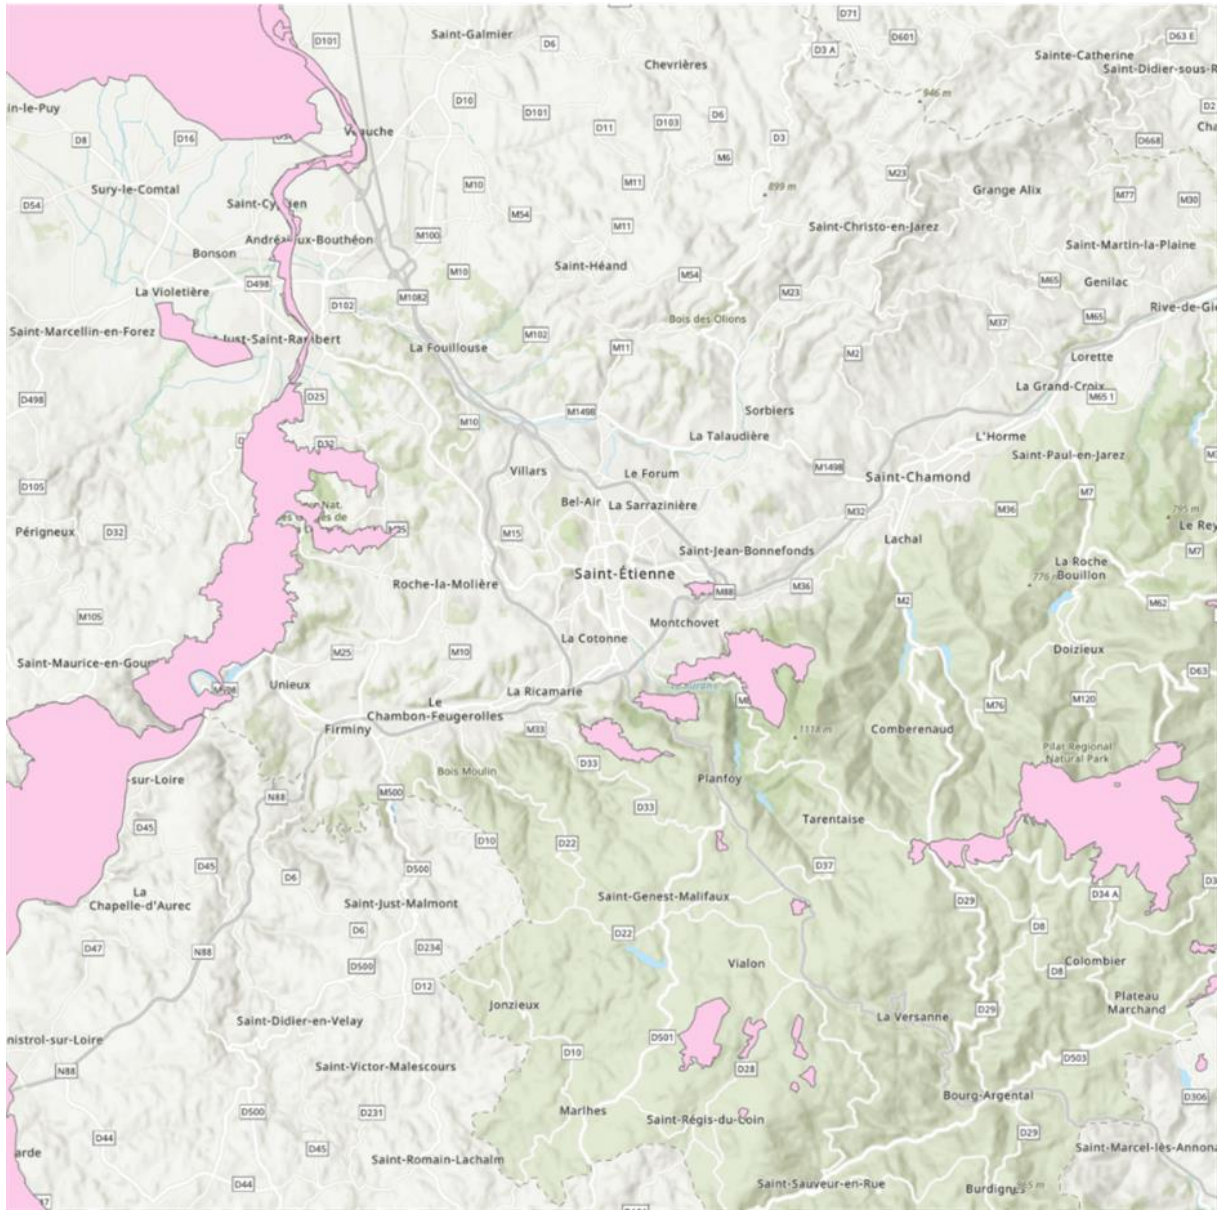 D71
D101
Saint-Galmier
D6
D601
D63 E
D3 A
Sainte-Catherine
Chevrières
Saint-Didier-sous-R
946 m
in-le-Puy
D10
D101
D6
D2
D11
D103
Cha
D8
D16
D3
D668
M6
M23
Sury-le-Comtal
M10
M11
Grange Alix
M77
M30
899 m
D54
M54
M11
Saint-Christo-en-Jarez
M100
Andrézieux-Bouthéon
Saint-Martin-la-Plaine
Bonson
M10
Saint-Héand
M54
M65
Genilac
La Violetière
D498
M1082
M23
D102
Rive-de-Gie
M65
Saint-Marcellin-en-Forez
Bois des Ollons
M37
M102
t-Just-Saint-Rambert
La Fouillouse
M11
M2
Lorette
La Grand-Croix
D498
D25
M65 1
M10
M1498
Sorbiers
La Talaudière
L'Horme
D32
Saint-Paul-en-Jarez
Villars
Le Forum
M1498
Saint-Chamond
D105
Bel-Air
La Sarrazinière
M7
Nat.
M32
M36
795 m
Périgneux
D32
M15
Le Rey
Lachal
Saint-Jean-Bonnefonds
M7
La Roche
Bouillon
Saint-Étienne
Roche-la-Molière
M88
M36
776 m
M2
M62
M105
Montchovet
La Cotonne
Saint-Maurice-en-Gour
M25
M10
Doizieux
D63
Unieux
La Ricamarie
M120
M76
Le
Chambon-Feugerolles
Firminy
M33
1118 m
Comberenaud
Pilat Regional
Natural Park
D33
Bois Moulin
Planfoy
-sur-Loire
N88
M500
D33
Tarentaise
D45
D10
D22
D45
D500
D37
D6
La
Chapelle-d'Aurec
Saint-Genest-Malifaux
D34 A
Saint-Just-Malmont
D29
D6
D22
D8
D47
N88
D234
D500
Vialon
D8
Colombier
D12
Jonzieux
Plateau
Marchand
D29
La Versanne
Saint-Didier-en-Velay
nistrol-sur-Loire
D501
D10
D503
Saint-Victor-Malescours
N88
D28
Bourg-Argental
D306
D500
D231
Marlhes
Saint-Régis-du-Coin
D44
D29
D45
arde
Saint-Marcel-lès-Annona
Saint-Romain-Lachalm
D44
Saint-Sauveur-en-Rue